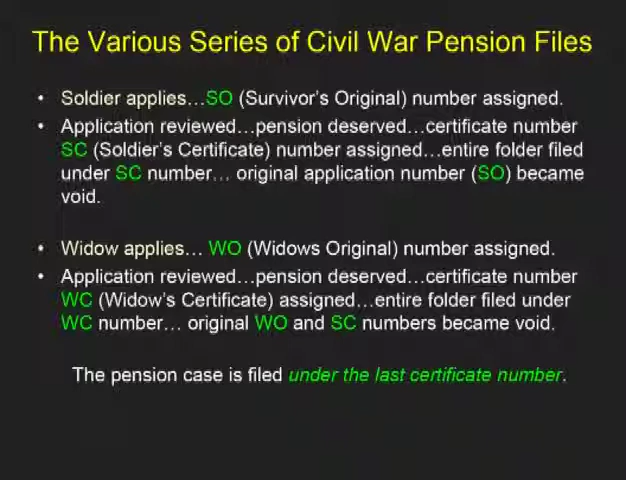 The Various Series of Civil War Pension Files
• Soldier applies…SO (Survivor's Original) number assigned.
• Application reviewed…pension deserved…certificate number
SC (Soldier's Certificate) number assigned…entire folder filed
under SC number… original application number (SO) became
void.
• Widow applies… WO (Widows Original) number assigned.
• Application reviewed…pension deserved…certificate number
WC (Widow's Certificate) assigned…entire folder filed under
WC number… original WO and SC numbers became void.
The pension case is filed under the last certificate number.